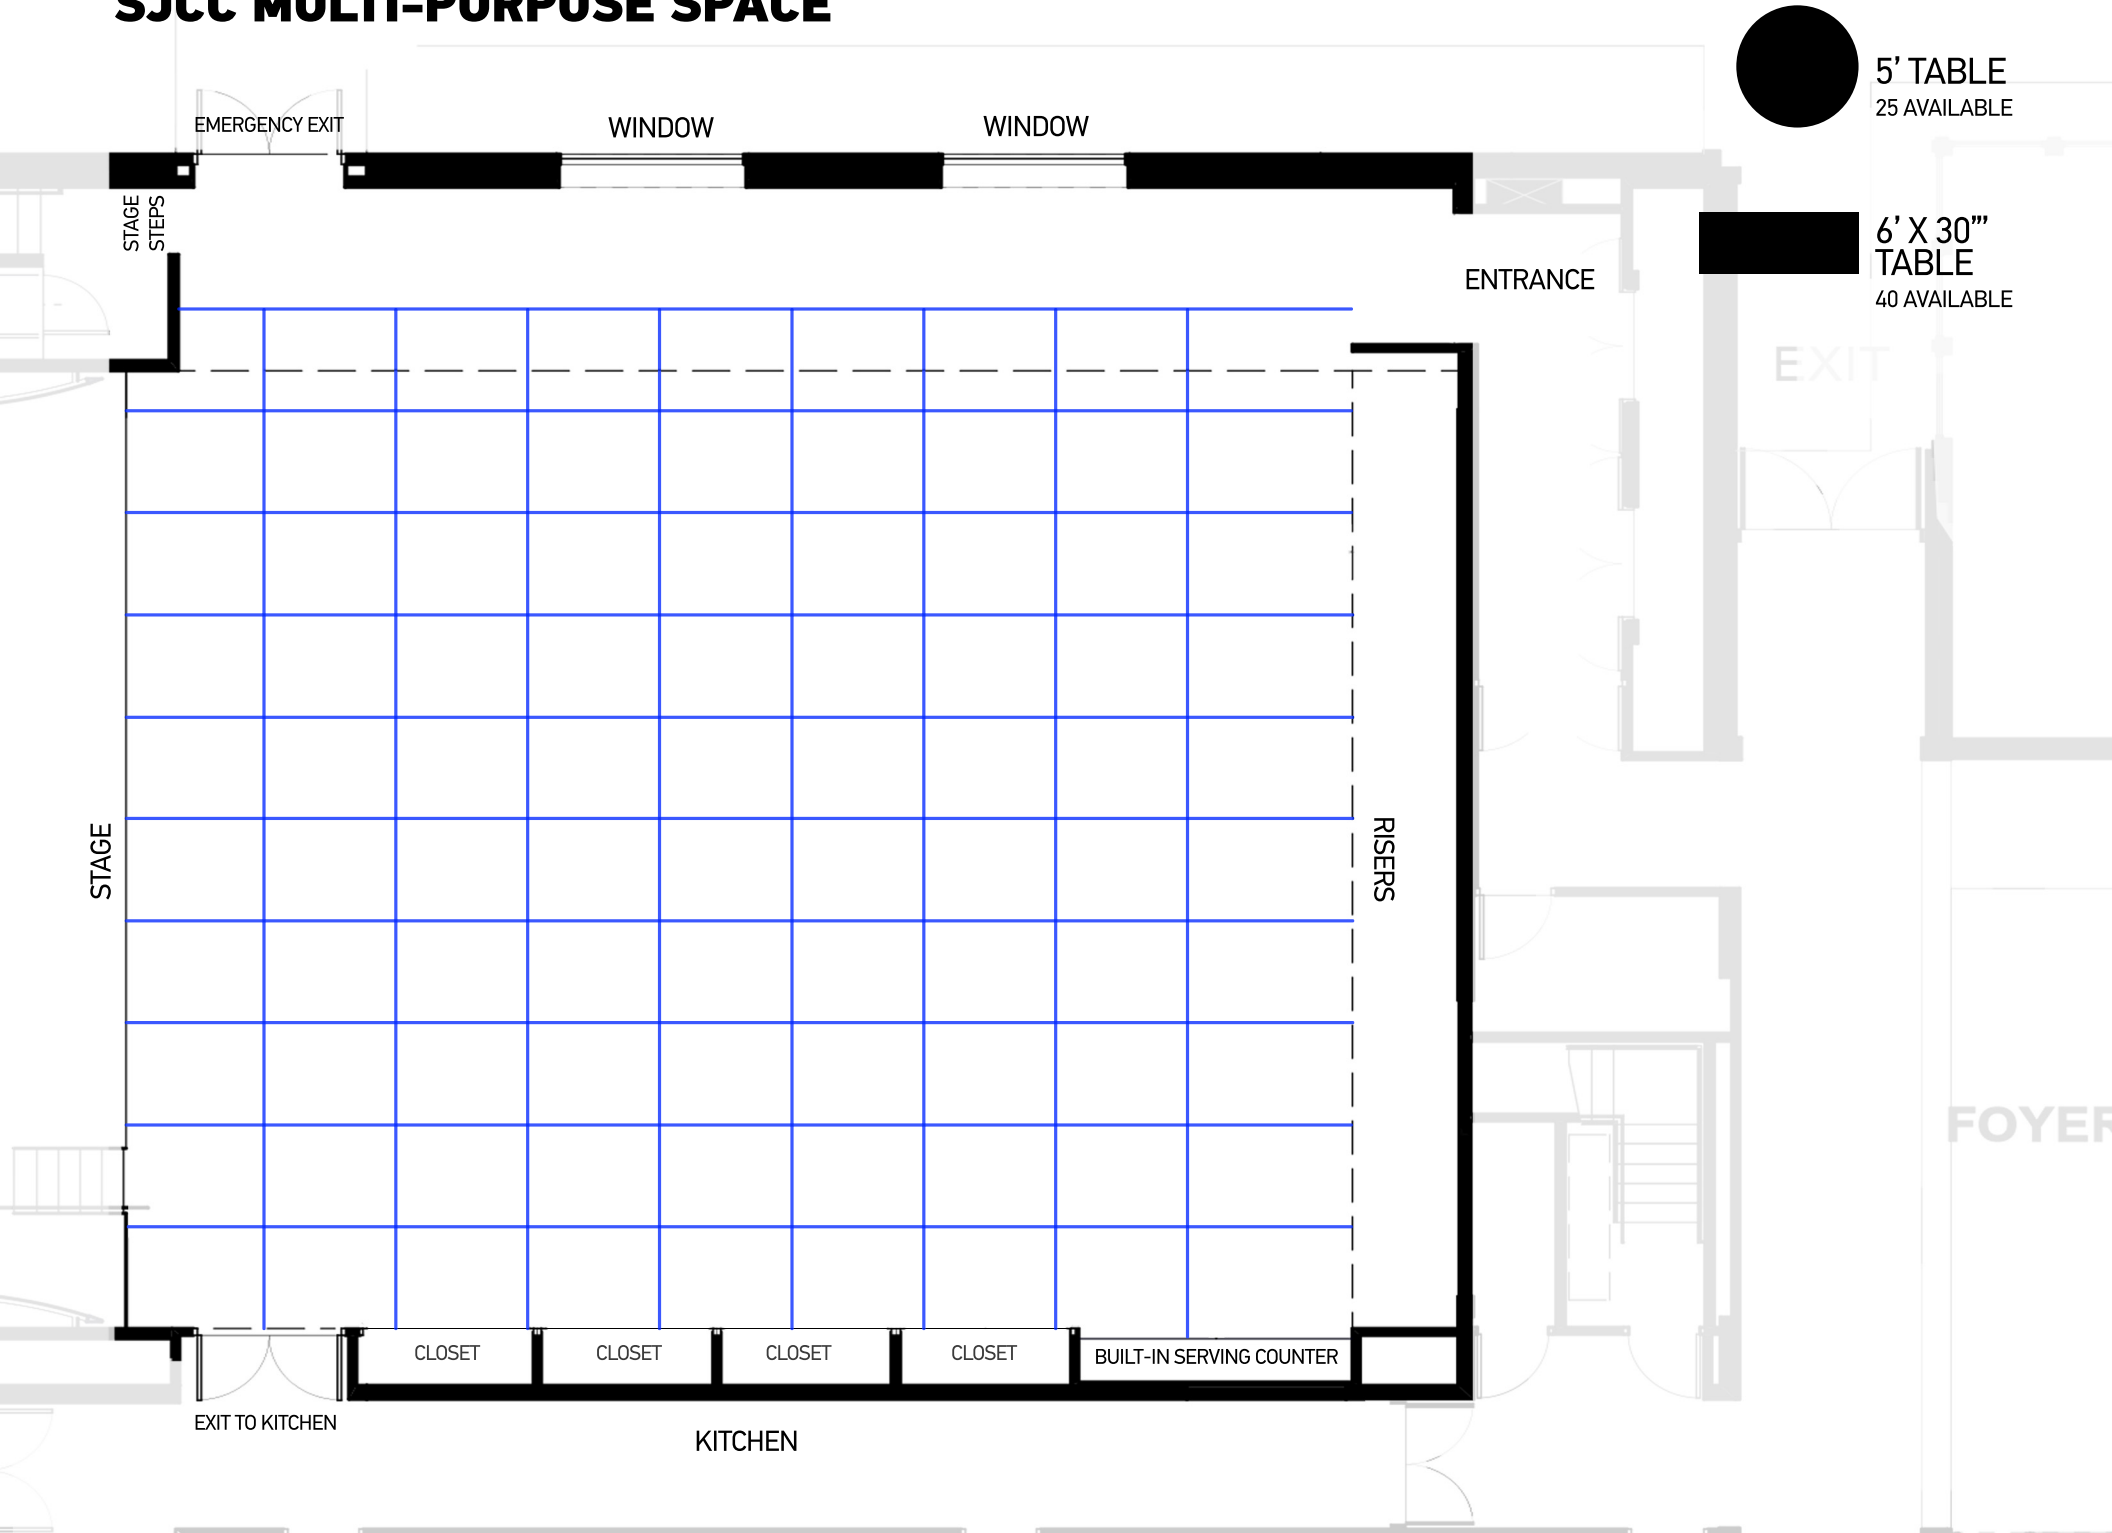 SJCC MULTI-PURPOSE SPACE
5’ TABLE
25 AVAILABLE
EMERGENCY EXIT
WINDOW
WINDOW
STAGE
STEPS
6’ X 30’”
TABLE
40 AVAILABLE
ENTRANCE
EXIT
STAGE
RISERS
FOYER
CLOSET
CLOSET
CLOSET
CLOSET
BUILT-IN SERVING COUNTER
EXIT TO KITCHEN
KITCHEN